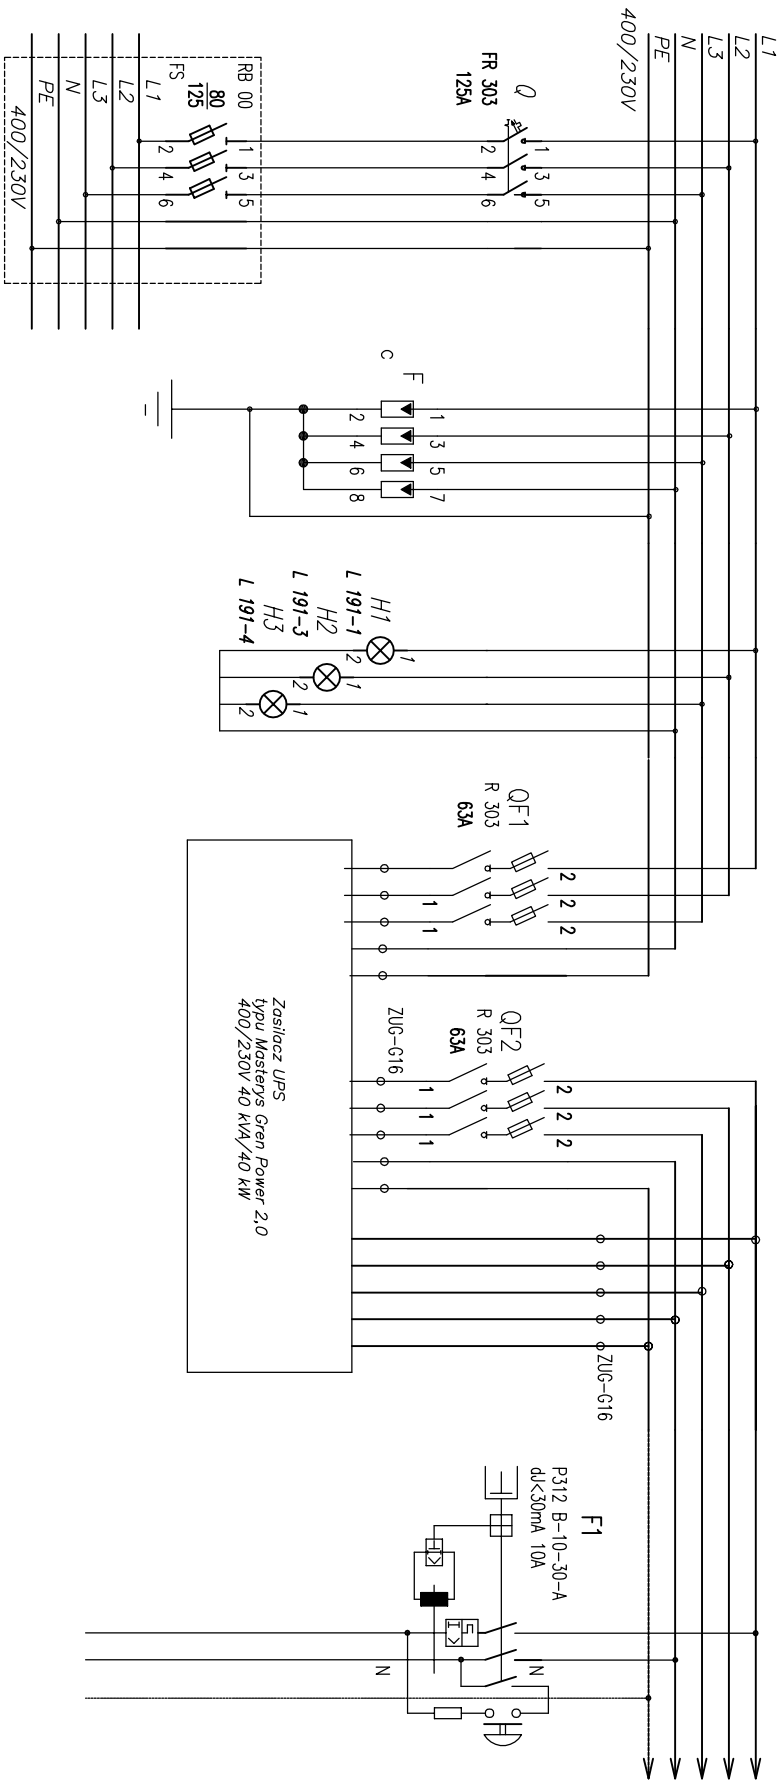 L1
L2
L3
N
PE
400/230V
L1
L2
L3
N
PE
400/230V
RB 00
80
125
FS
1
3
5
2
4
6
Q
FR 303
125A
1
3
5
2
4
6
F
C
1
3
5
7
2
4
6
8
H1
L 191-1
H2
L 191-3
H3
L 191-4
1
2
1
2
1
2
QF1
R 303
63A
2
2
2
1
1
QF2
R 303
63A
2
2
2
1
1
1
ZUG-G16
Zasilacz UPS
typu Masterys Gren Power 2,0
400/230V 40 kVA/40 kW
ZUG-G16
F1
P312 B-10-30-A
dJ<30mA 10A
I>
I>
N
N